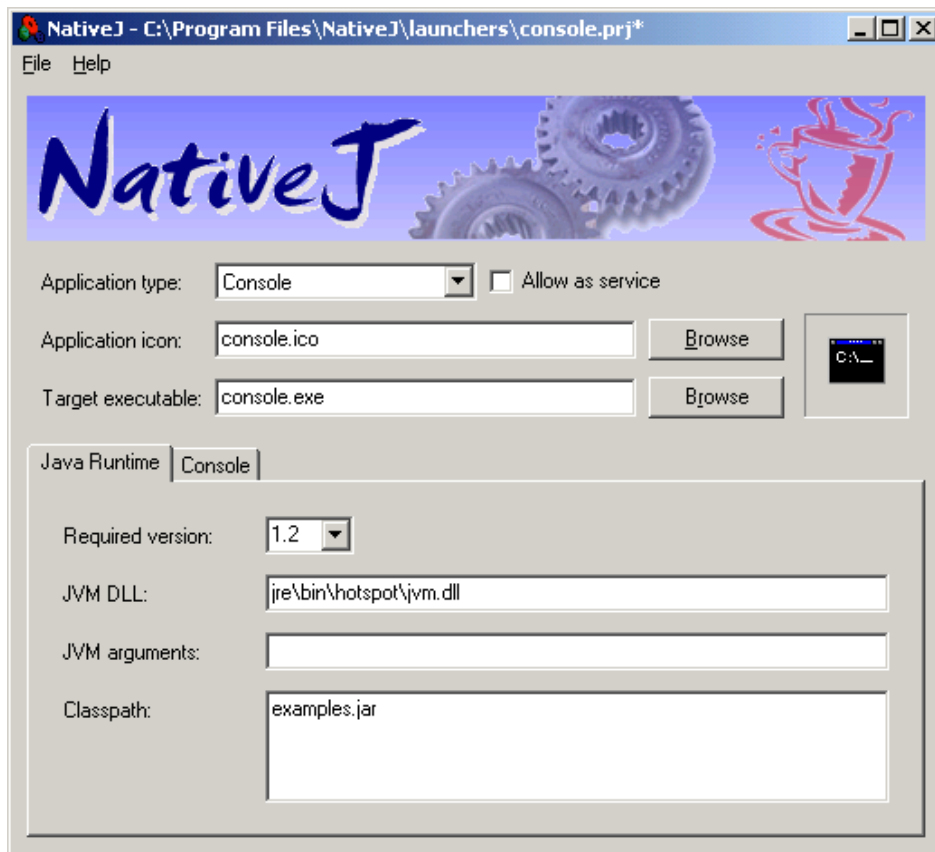 NativeJ - C:\Program Files\NativeJ\launchers\console.prj*
File Help
NativeJ
Application type: Console Allow as service
Application icon: console.ico Browse
C:\_
Target executable: console.exe Browse
Java Runtime Console
Required version: 1.2
JVM DLL: jre\bin\hotspot\jvm.dll
JVM arguments:
Classpath: examples.jar